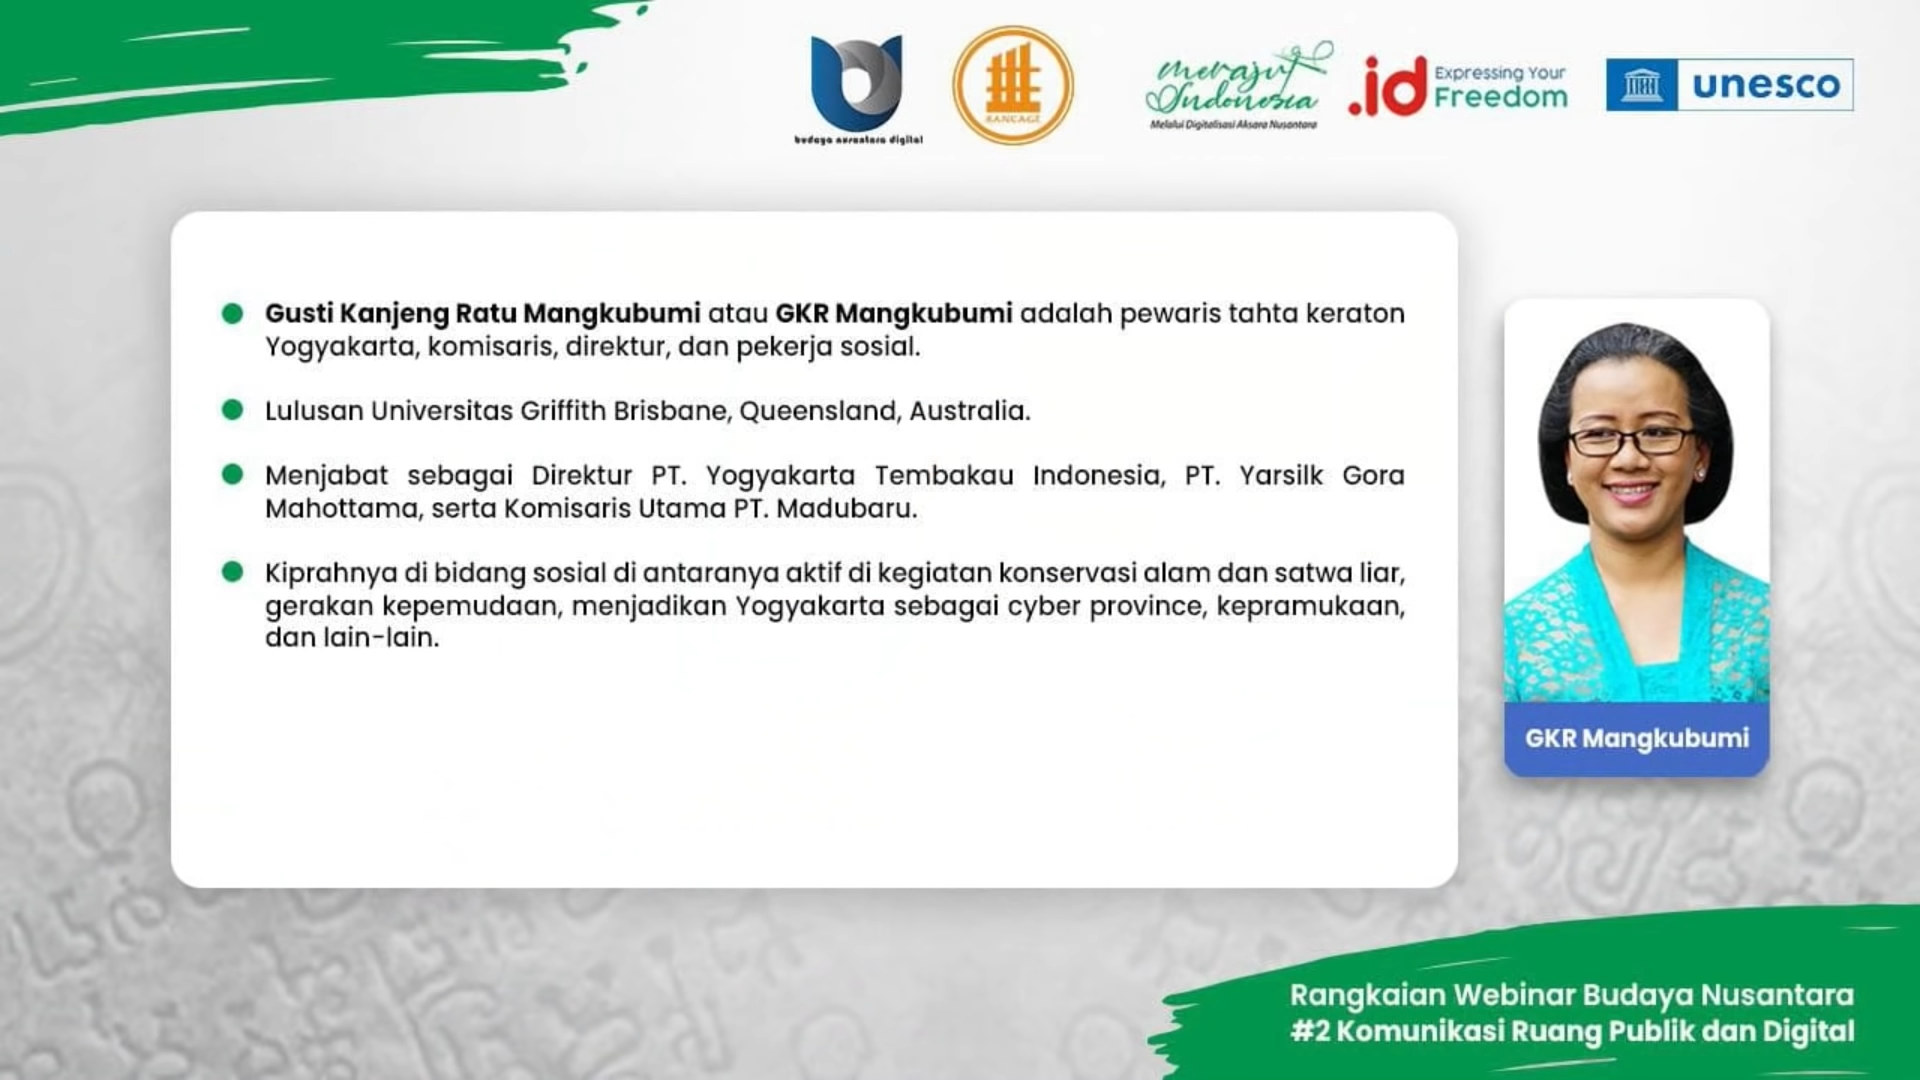 budaya nusantara digital
RANCAGE
merajut
Indonesia
Melalui Digitalisasi Aksara Nusantara
.id
Expressing Your
Freedom
unesco
Gusti Kanjeng Ratu Mangkubumi atau GKR Mangkubumi adalah pewaris tahta keraton
Yogyakarta, komisaris, direktur, dan pekerja sosial.
Lulusan Universitas Griffith Brisbane, Queensland, Australia.
Menjabat sebagai Direktur PT. Yogyakarta Tembakau Indonesia, PT. Yarsilk Gora
Mahottama, serta Komisaris Utama PT. Madubaru.
Kiprahnya di bidang sosial di antaranya aktif di kegiatan konservasi alam dan satwa liar,
gerakan kepemudaan, menjadikan Yogyakarta sebagai cyber province, kepramukaan,
dan lain-lain.
GKR Mangkubumi
Rangkaian Webinar Budaya Nusantara
#2 Komunikasi Ruang Publik dan Digital